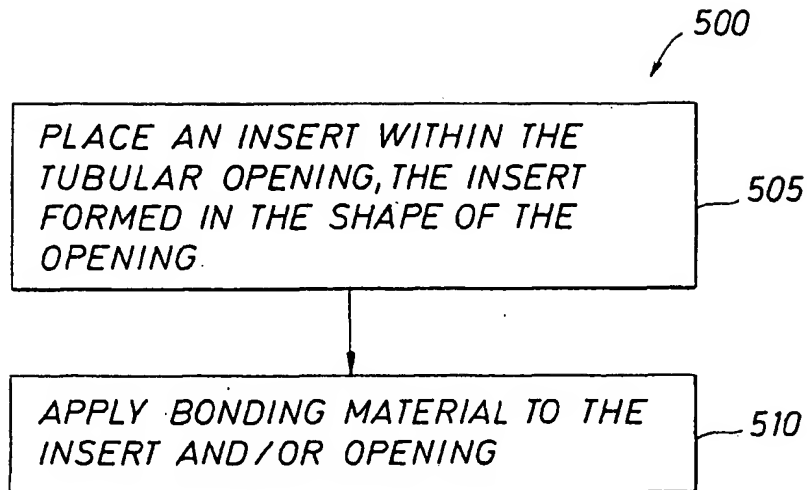 500
PLACE AN INSERT WITHIN THE
TUBULAR OPENING, THE INSERT
FORMED IN THE SHAPE OF THE
OPENING.
505
APPLY BONDING MATERIAL TO THE
INSERT AND/OR OPENING
510